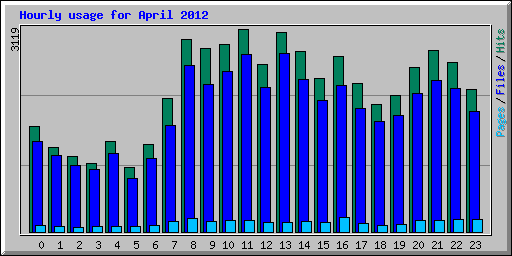 Hourly usage for April 2012
3119
Pages / Files / Hits
0 1 2 3 4 5 6 7 8 9 10 11 12 13 14 15 16 17 18 19 20 21 22 23